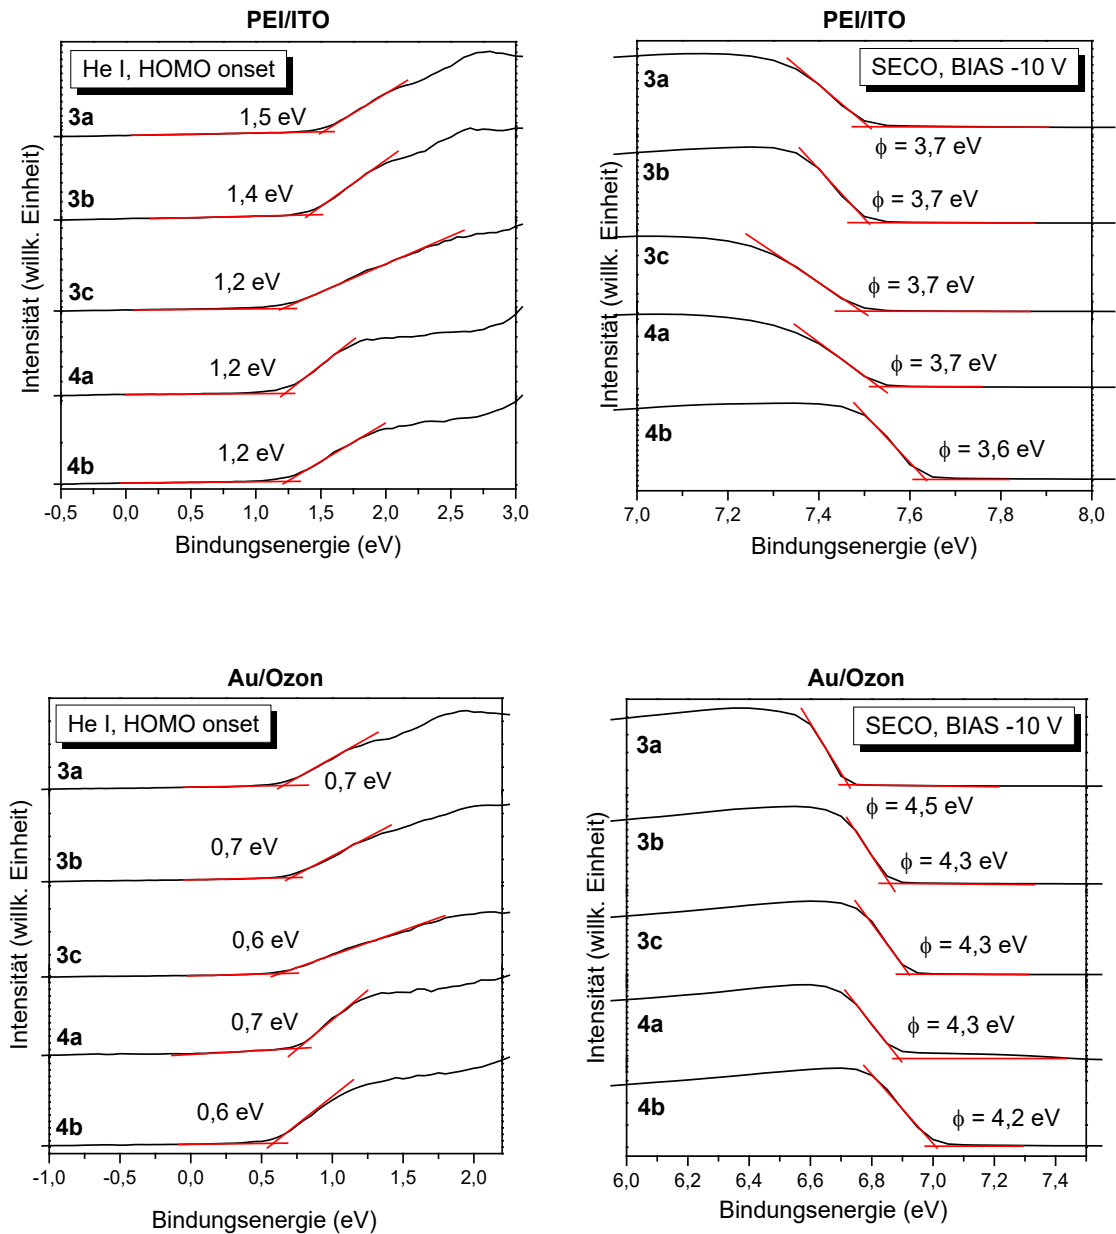 PEI/ITO
He I, HOMO onset
3a
1,5 eV
3b
1,4 eV
3c
1,2 eV
4a
1,2 eV
4b
1,2 eV
Intensität (willk. Einheit)
-0,5 0,0 0,5 1,0 1,5 2,0 2,5 3,0
Bindungsenergie (eV)
PEI/ITO
SECO, BIAS -10 V
3a
ϕ = 3,7 eV
3b
ϕ = 3,7 eV
3c
ϕ = 3,7 eV
4a
ϕ = 3,7 eV
4b
ϕ = 3,6 eV
Intensität (willk. Einheit)
7,0 7,2 7,4 7,6 7,8 8,0
Bindungsenergie (eV)
Au/Ozon
He I, HOMO onset
3a
0,7 eV
3b
0,7 eV
3c
0,6 eV
4a
0,7 eV
4b
0,6 eV
Intensität (willk. Einheit)
-1,0 -0,5 0,0 0,5 1,0 1,5 2,0
Bindungsenergie (eV)
Au/Ozon
SECO, BIAS -10 V
3a
ϕ = 4,5 eV
3b
ϕ = 4,3 eV
3c
ϕ = 4,3 eV
4a
ϕ = 4,3 eV
4b
ϕ = 4,2 eV
Intensität (willk. Einheit)
6,0 6,2 6,4 6,6 6,8 7,0 7,2 7,4
Bindungsenergie (eV)